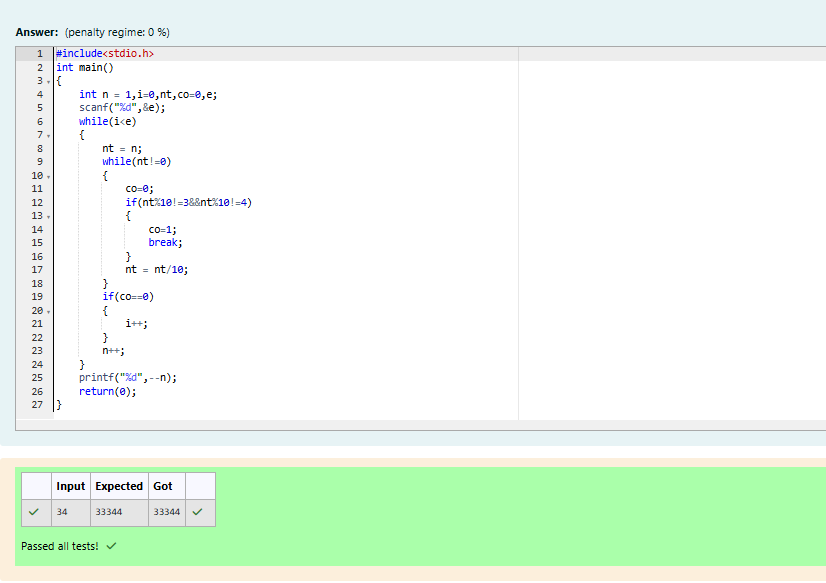 Answer: (penalty regime: 0 %)
1 #include<stdio.h>
2 int main()
3 {
4 int n = 1,i=0,nt,co=0,e;
5 scanf("%d",&e);
6 while(i<e)
7 {
8 nt = n;
9 while(nt!=0)
10 {
11 co=0;
12 if(nt%10!=3&&nt%10!=4)
13 {
14 co=1;
15 break;
16 }
17 nt = nt/10;
18 }
19 if(co==0)
20 {
21 i++;
22 }
23 n++;
24 }
25 printf("%d",--n);
26 return(0);
27 }
Input Expected Got
34 33344 33344
Passed all tests!